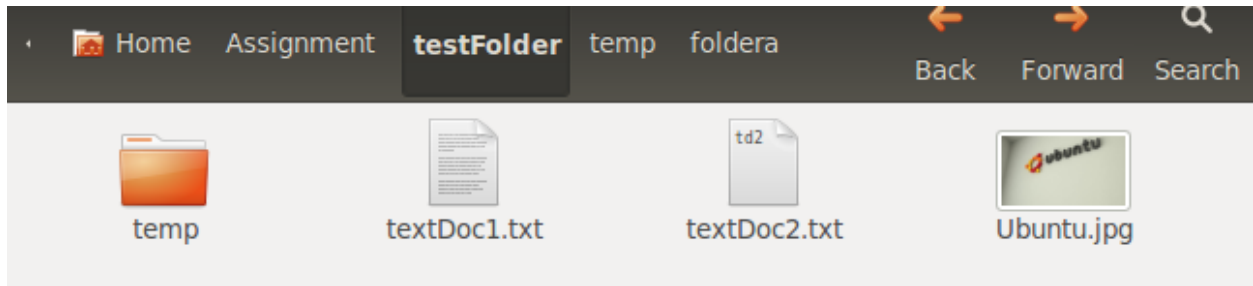 Home Assignment testFolder temp foldera
Back Forward Search
td2
ubuntu
temp textDoc1.txt textDoc2.txt Ubuntu.jpg